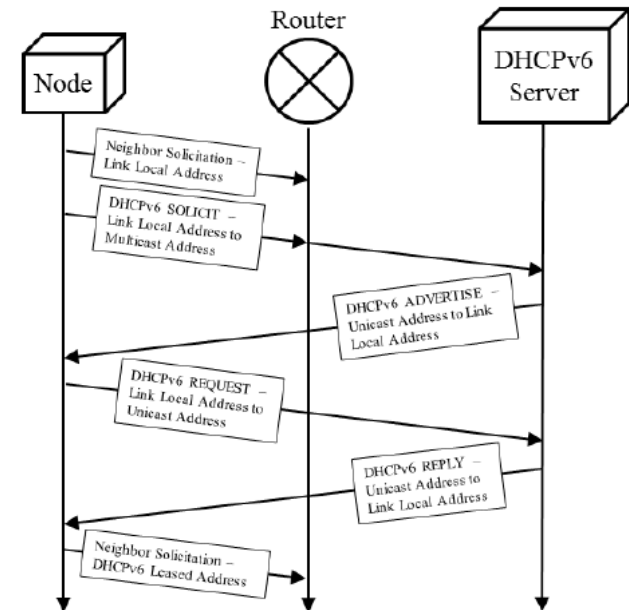 Router
Node
DHCPv6
Server
Neighbor Solicitation –
Link Local Address
DHCPv6 SOLICIT –
Link Local Address to
Multicast Address
DHCPv6 ADVERTISE –
Unicast Address to Link
Local Address
DHCPv6 REQUEST –
Link Local Address to
Unicast Address
DHCPv6 REPLY –
Unicast Address to
Link Local Address
Neighbor Solicitation –
DHCPv6 Leased Address